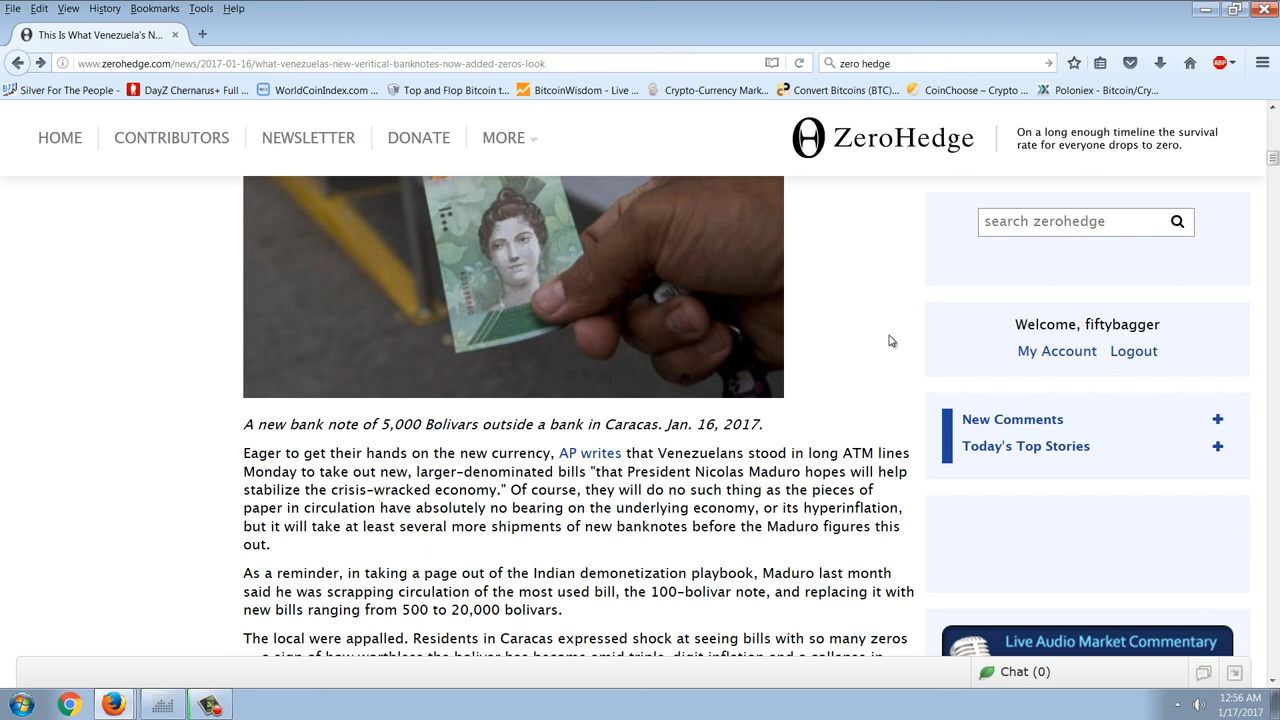 File Edit View History Bookmarks Tools Help
This Is What Venezuela's N...
www.zerohedge.com/news/2017-01-16/what-venezuelas-new-veritical-banknotes-now-added-zeros-look
zero hedge
ABP
Silver For The People - DayZ Chernarus+ Full ... WorldCoinIndex.com ... Top and Flop Bitcoin t... BitcoinWisdom - Live ... Crypto-Currency Mark... Convert Bitcoins (BTC)... CoinChoose – Crypto ... Poloniex - Bitcoin/Cry...
HOME CONTRIBUTORS NEWSLETTER DONATE MORE
ZeroHedge
On a long enough timeline the survival
rate for everyone drops to zero.
search zerohedge
Welcome, fiftybagger
My Account Logout
New Comments
Today's Top Stories
A new bank note of 5,000 Bolivars outside a bank in Caracas. Jan. 16, 2017.
Eager to get their hands on the new currency, AP writes that Venezuelans stood in long ATM lines
Monday to take out new, larger-denominated bills "that President Nicolas Maduro hopes will help
stabilize the crisis-wracked economy." Of course, they will do no such thing as the pieces of
paper in circulation have absolutely no bearing on the underlying economy, or its hyperinflation,
but it will take at least several more shipments of new banknotes before the Maduro figures this
out.
As a reminder, in taking a page out of the Indian demonetization playbook, Maduro last month
said he was scrapping circulation of the most used bill, the 100-bolivar note, and replacing it with
new bills ranging from 500 to 20,000 bolivars.
The local were appalled. Residents in Caracas expressed shock at seeing bills with so many zeros
Live Audio Market Commentary
Chat (0)
12:56 AM
1/17/2017